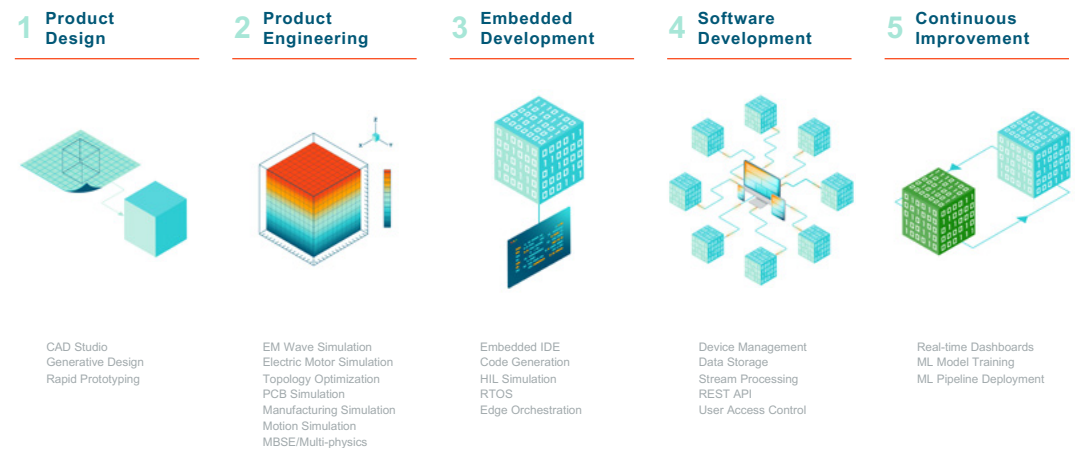 1 Product
Design
2 Product
Engineering
3 Embedded
Development
4 Software
Development
5 Continuous
Improvement
CAD Studio
Generative Design
Rapid Prototyping
EM Wave Simulation
Electric Motor Simulation
Topology Optimization
PCB Simulation
Manufacturing Simulation
Motion Simulation
MBSE/Multi-physics
Embedded IDE
Code Generation
HIL Simulation
RTOS
Edge Orchestration
Device Management
Data Storage
Stream Processing
REST API
User Access Control
Real-time Dashboards
ML Model Training
ML Pipeline Deployment